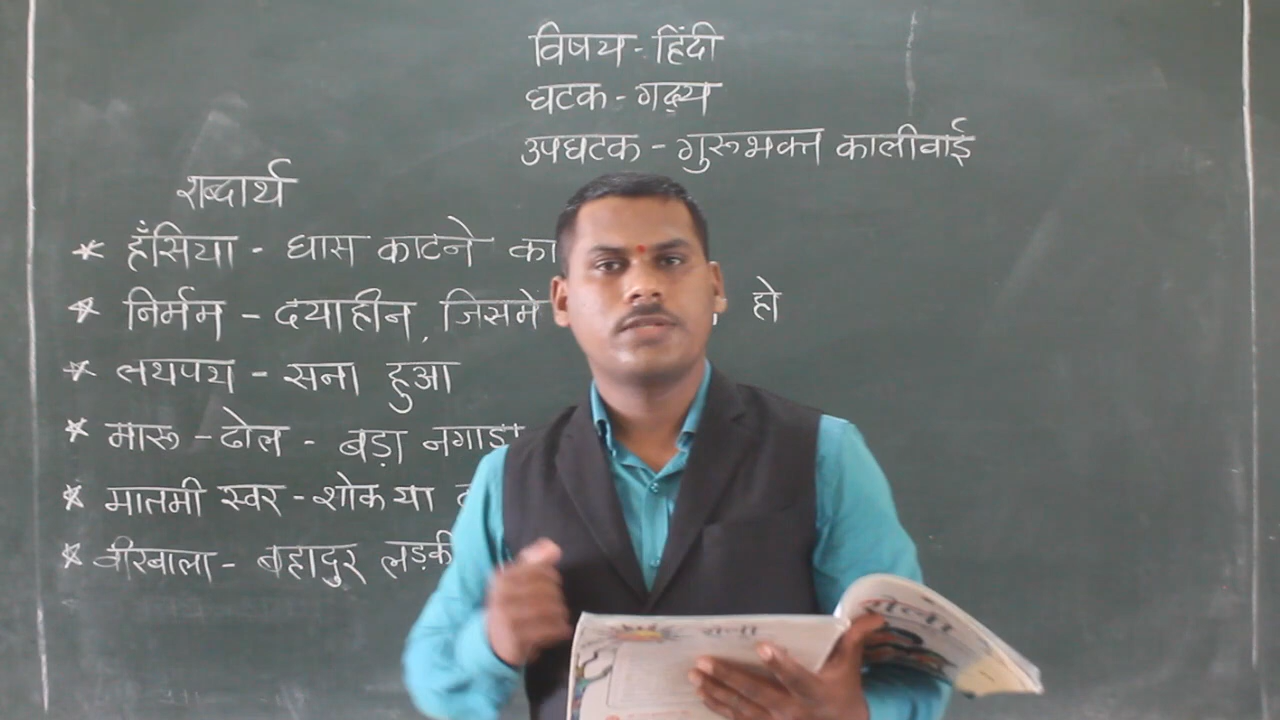 विषय - हिंदी
घटक - गद्य
उपघटक - गुरूभक्त कालीबाई
शब्दार्थ
* हँसिया - घास काटने का
* निर्मम - दयाहीन, जिसमे हो
* लथपथ - सना हुआ
* मारू - ढोल - बड़ा नगाड़ा
* मातमी स्वर - शोक या
* वीरबाला - बहादुर लड़की